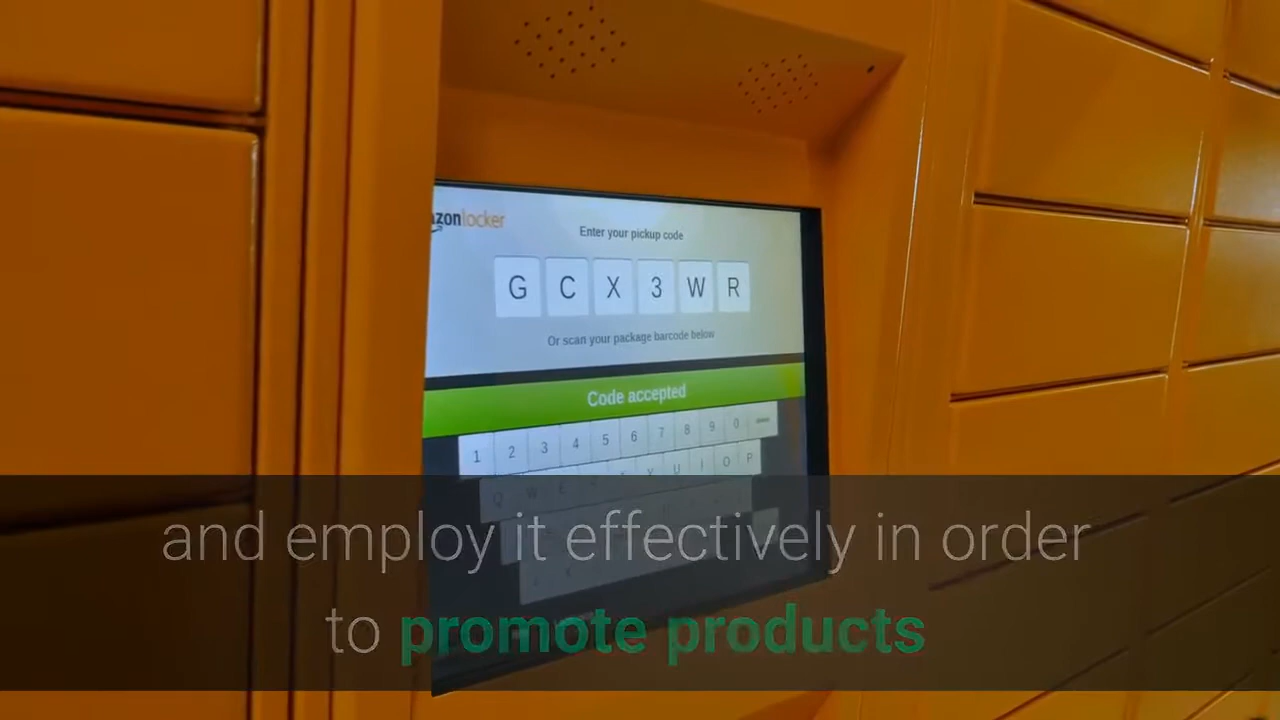 azonlocker
Enter your pickup code
G C X 3 W R
Or scan your package barcode below
Code accepted
1 2 3 4 5 6 7 8 9 0
Q W E Y U I O P
and employ it effectively in order
to promote products